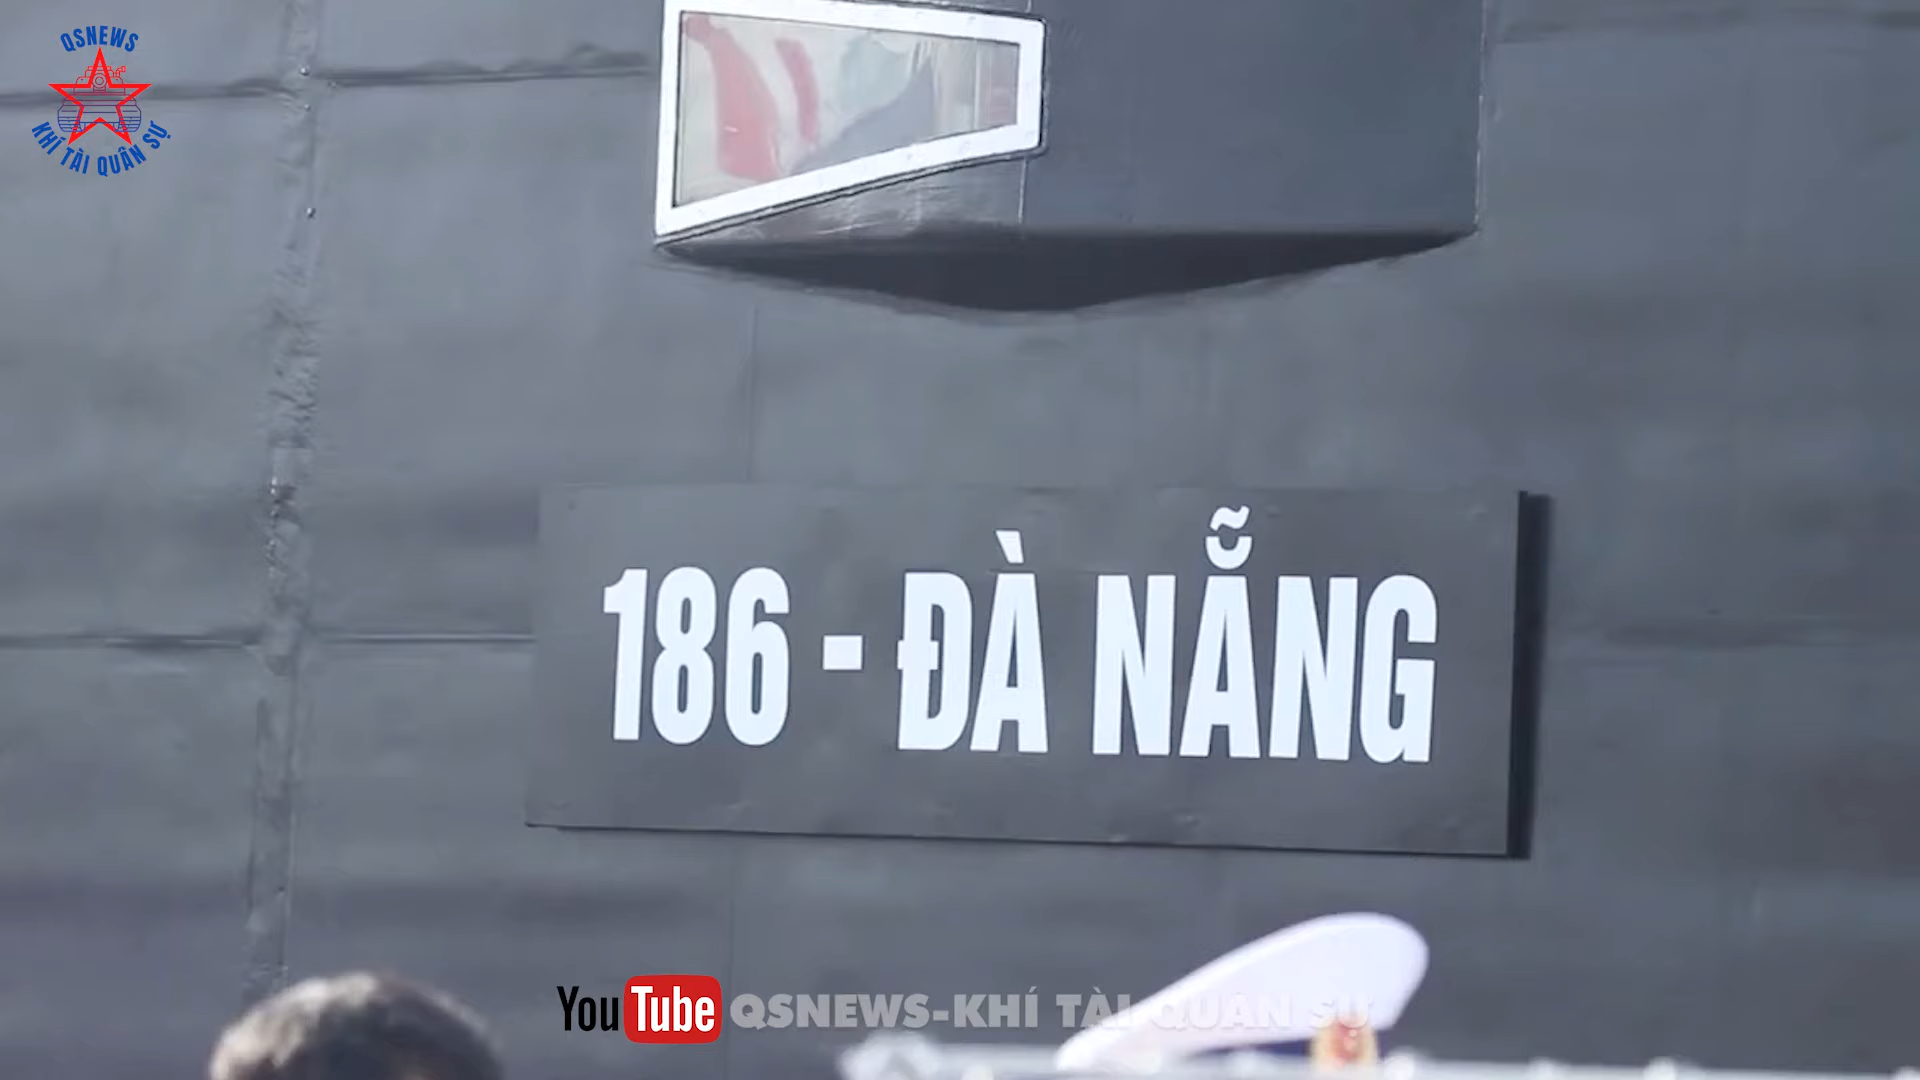 QSNEWS
KHÍ TÀI QUÂN SỰ
186 - ĐÀ NẴNG
YouTube QSNEWS-KHÍ TÀI QUÂN SỰ